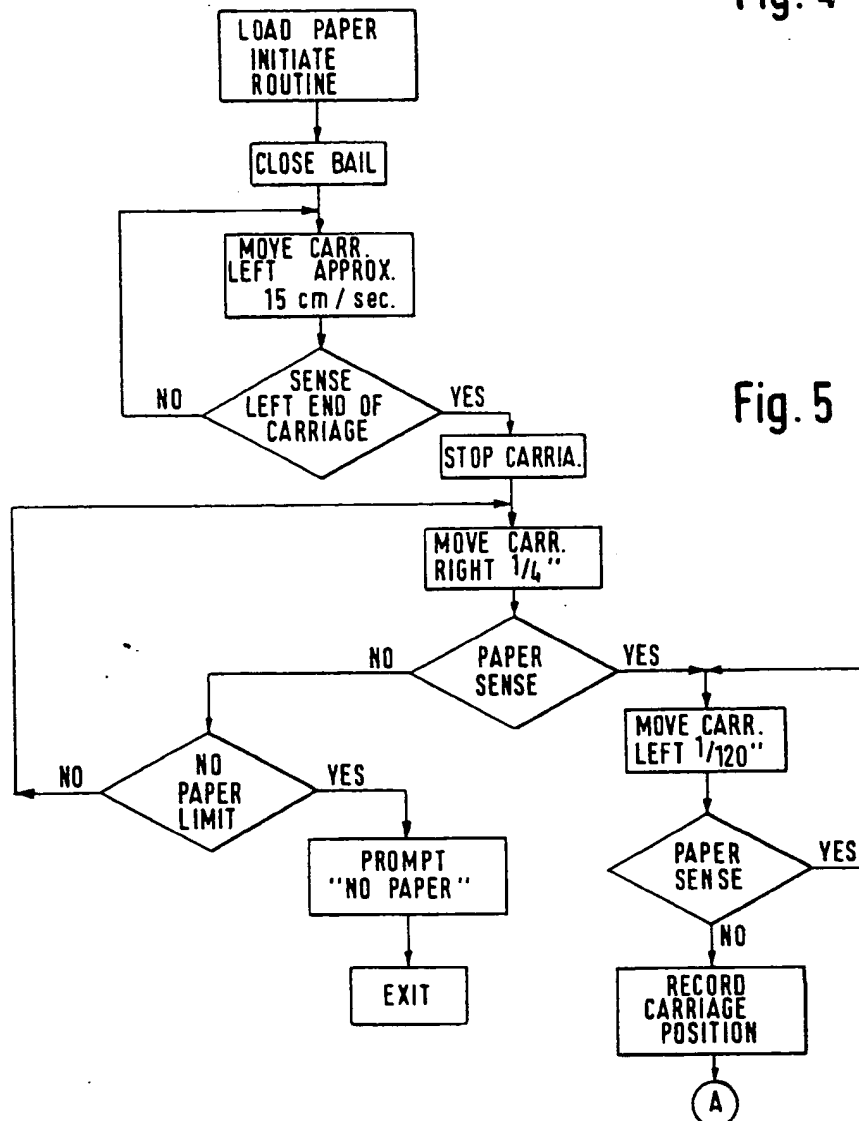 Fig. 4
LOAD PAPER
INITIATE
ROUTINE
CLOSE BAIL
MOVE CARR.
LEFT APPROX.
15 cm / sec.
SENSE
LEFT END OF
CARRIAGE
NO
YES
Fig. 5
STOP CARRIA.
MOVE CARR.
RIGHT 1/4"
PAPER
SENSE
NO
YES
MOVE CARR.
LEFT 1/120"
NO
PAPER
LIMIT
NO
YES
PROMPT
"NO PAPER"
EXIT
PAPER
SENSE
YES
NO
RECORD
CARRIAGE
POSITION
A